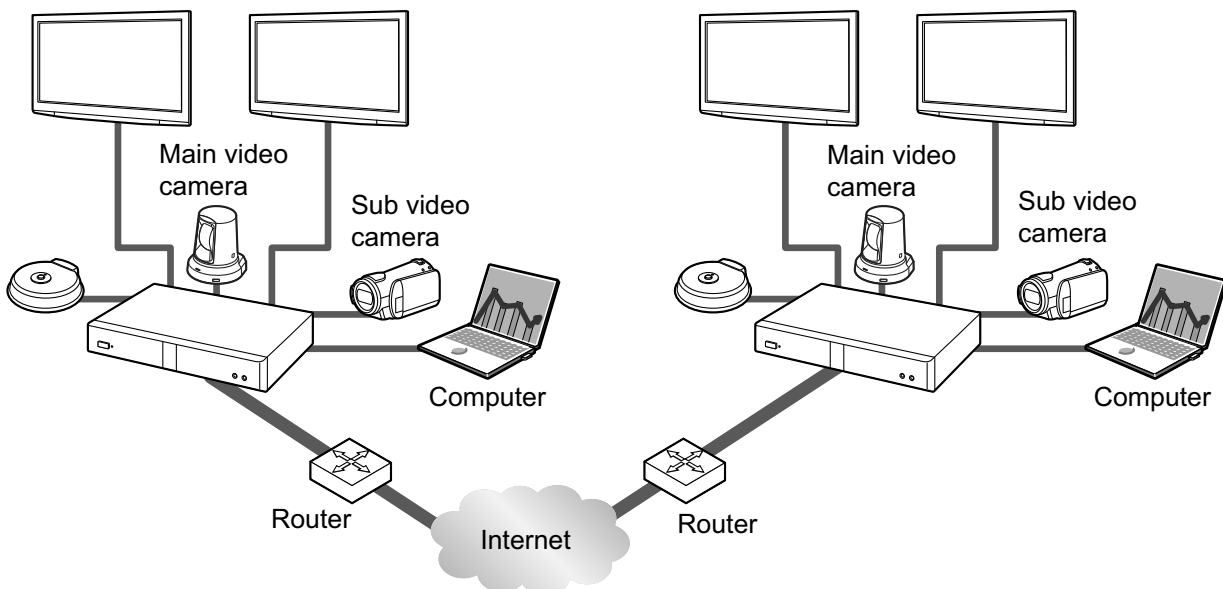 Main video
camera
Sub video
camera
Computer
Router
Main video
camera
Sub video
camera
Computer
Router
Internet